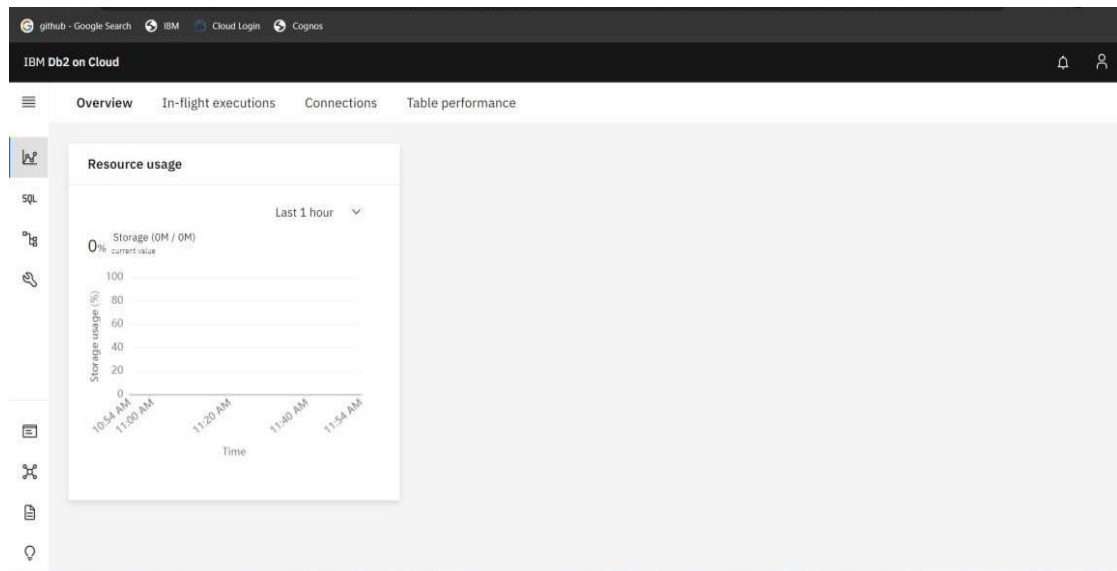 github - Google Search IBM Cloud Login Cognos
IBM Db2 on Cloud
Overview In-flight executions Connections Table performance
Resource usage
SQL
Last 1 hour
0% Storage (0M / 0M)
current value
100
80
60
40
20
0
Storage usage (%)
10:54 AM 11:00 AM 11:20 AM 11:40 AM 11:54 AM
Time